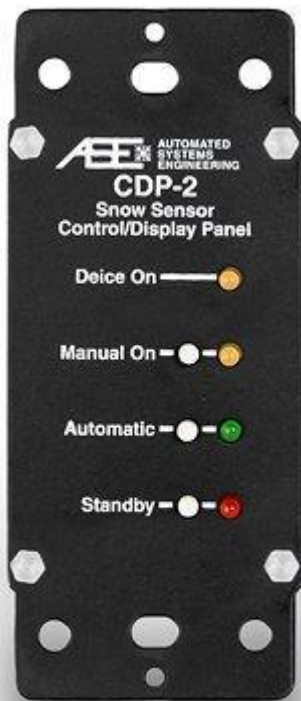 ASE AUTOMATED
SYSTEMS
ENGINEERING
CDP-2
Snow Sensor
Control/Display Panel
Deice On
Manual On
Automatic
Standby